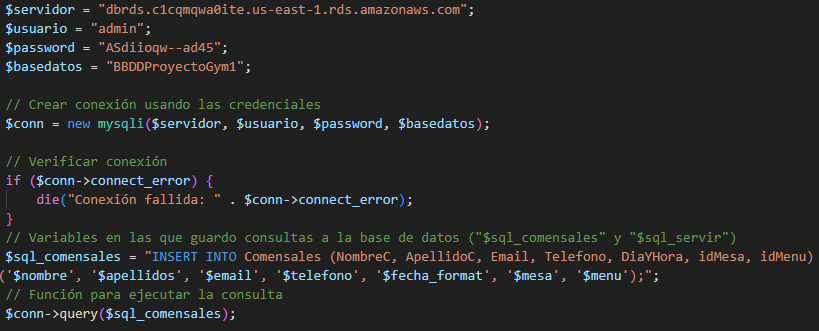 $servidor = "dbrds.c1cqmqwa0ite.us-east-1.rds.amazonaws.com";
$usuario = "admin";
$password = "ASdiioqw--ad45";
$basedatos = "BBDDProyectoGym1";
// Crear conexión usando las credenciales
$conn = new mysqli($servidor, $usuario, $password, $basedatos);
// Verificar conexión
if ($conn->connect_error) {
die("Conexión fallida: " . $conn->connect_error);
}
// Variables en las que guardo consultas a la base de datos ("$sql_comensales" y "$sql_servir")
$sql_comensales = "INSERT INTO Comensales (NombreC, ApellidoC, Email, Telefono, DiaYHora, idMesa, idMenu)
('$nombre', '$apellidos', '$email', '$telefono', '$fecha_format', '$mesa', '$menu');";
// Función para ejecutar la consulta
$conn->query($sql_comensales);